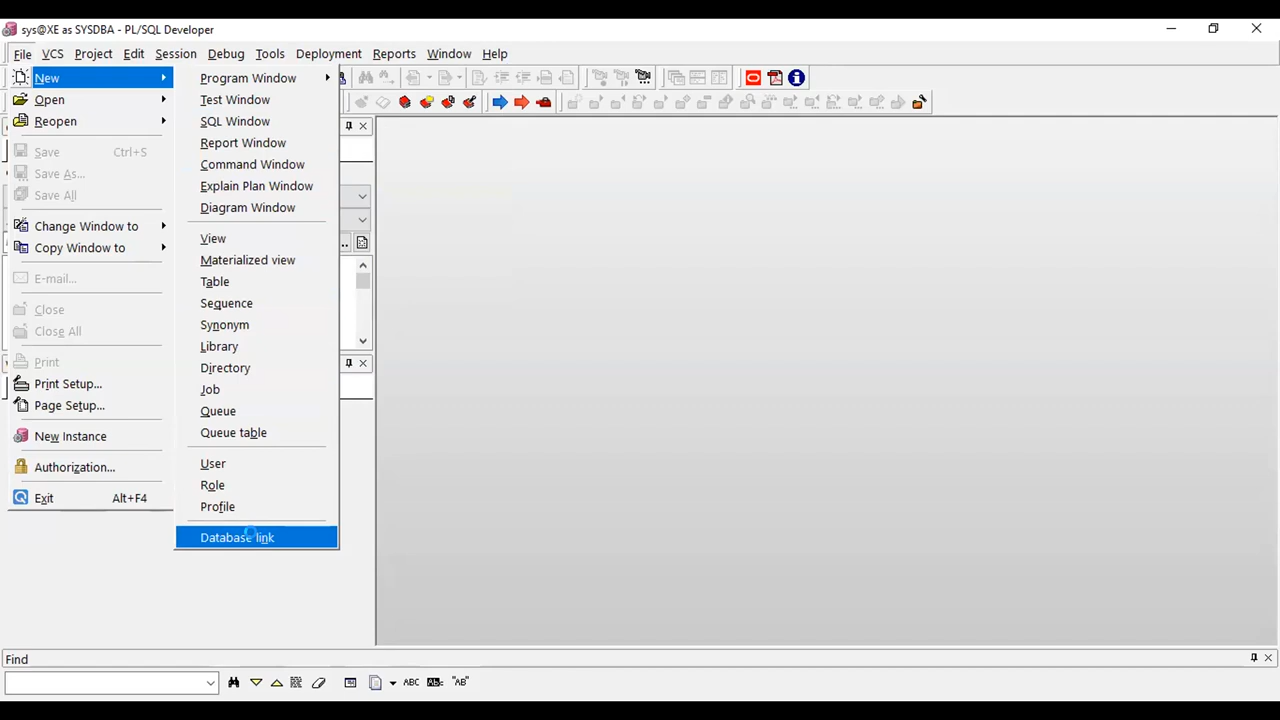 sys@XE as SYSDBA - PL/SQL Developer
File VCS Project Edit Session Debug Tools Deployment Reports Window Help
New
Open
Reopen
Save Ctrl+S
Save As...
Save All
Change Window to
Copy Window to
E-mail...
Close
Close All
Print
Print Setup...
Page Setup...
New Instance
Authorization...
Exit Alt+F4
Program Window
Test Window
SQL Window
Report Window
Command Window
Explain Plan Window
Diagram Window
View
Materialized view
Table
Sequence
Synonym
Library
Directory
Job
Queue
Queue table
User
Role
Profile
Database link
Find
ABC "AB"